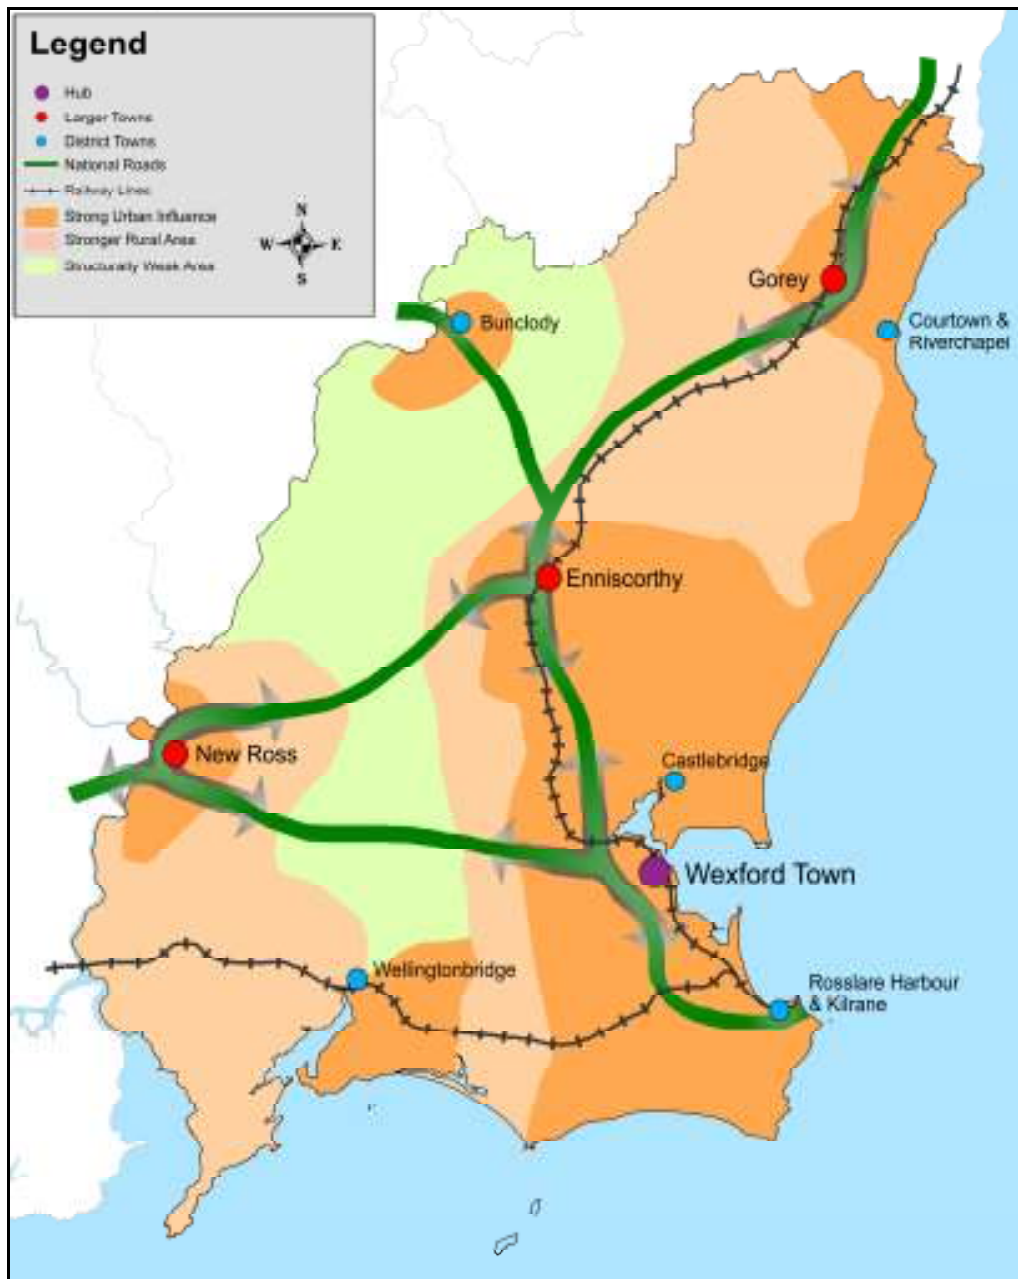 Legend
Hub
Larger Towns
District Towns
National Roads
Railway Lines
Strong Urban Influence
Stronger Rural Area
Structurally Weak Area
N
W
E
S
Gorey
Courtown &
Riverchapel
Bunclody
Enniscorthy
New Ross
Castlebridge
Wexford Town
Wellingtonbridge
Rosslare Harbour
& Kilrane